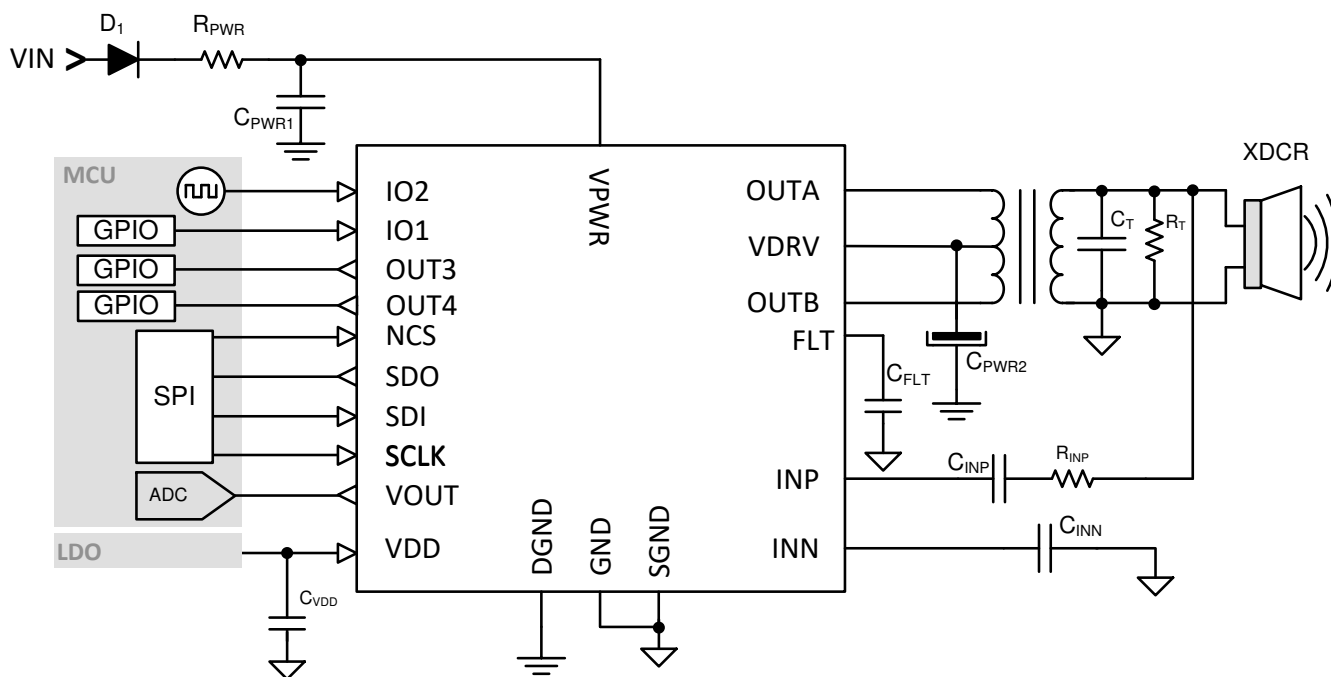 D1
RPWR
VIN
CPWR1
MCU
IO2
GPIO
IO1
GPIO
OUT3
GPIO
OUT4
NCS
SPI
SDO
SDI
SCLK
ADC
VOUT
LDO
VDD
CVDD
VPWR
DGND
GND
SGND
OUTA
VDRV
OUTB
FLT
INP
INN
CFLT
CPWR2
CT
RT
XDCR
CINP
RINP
CINN